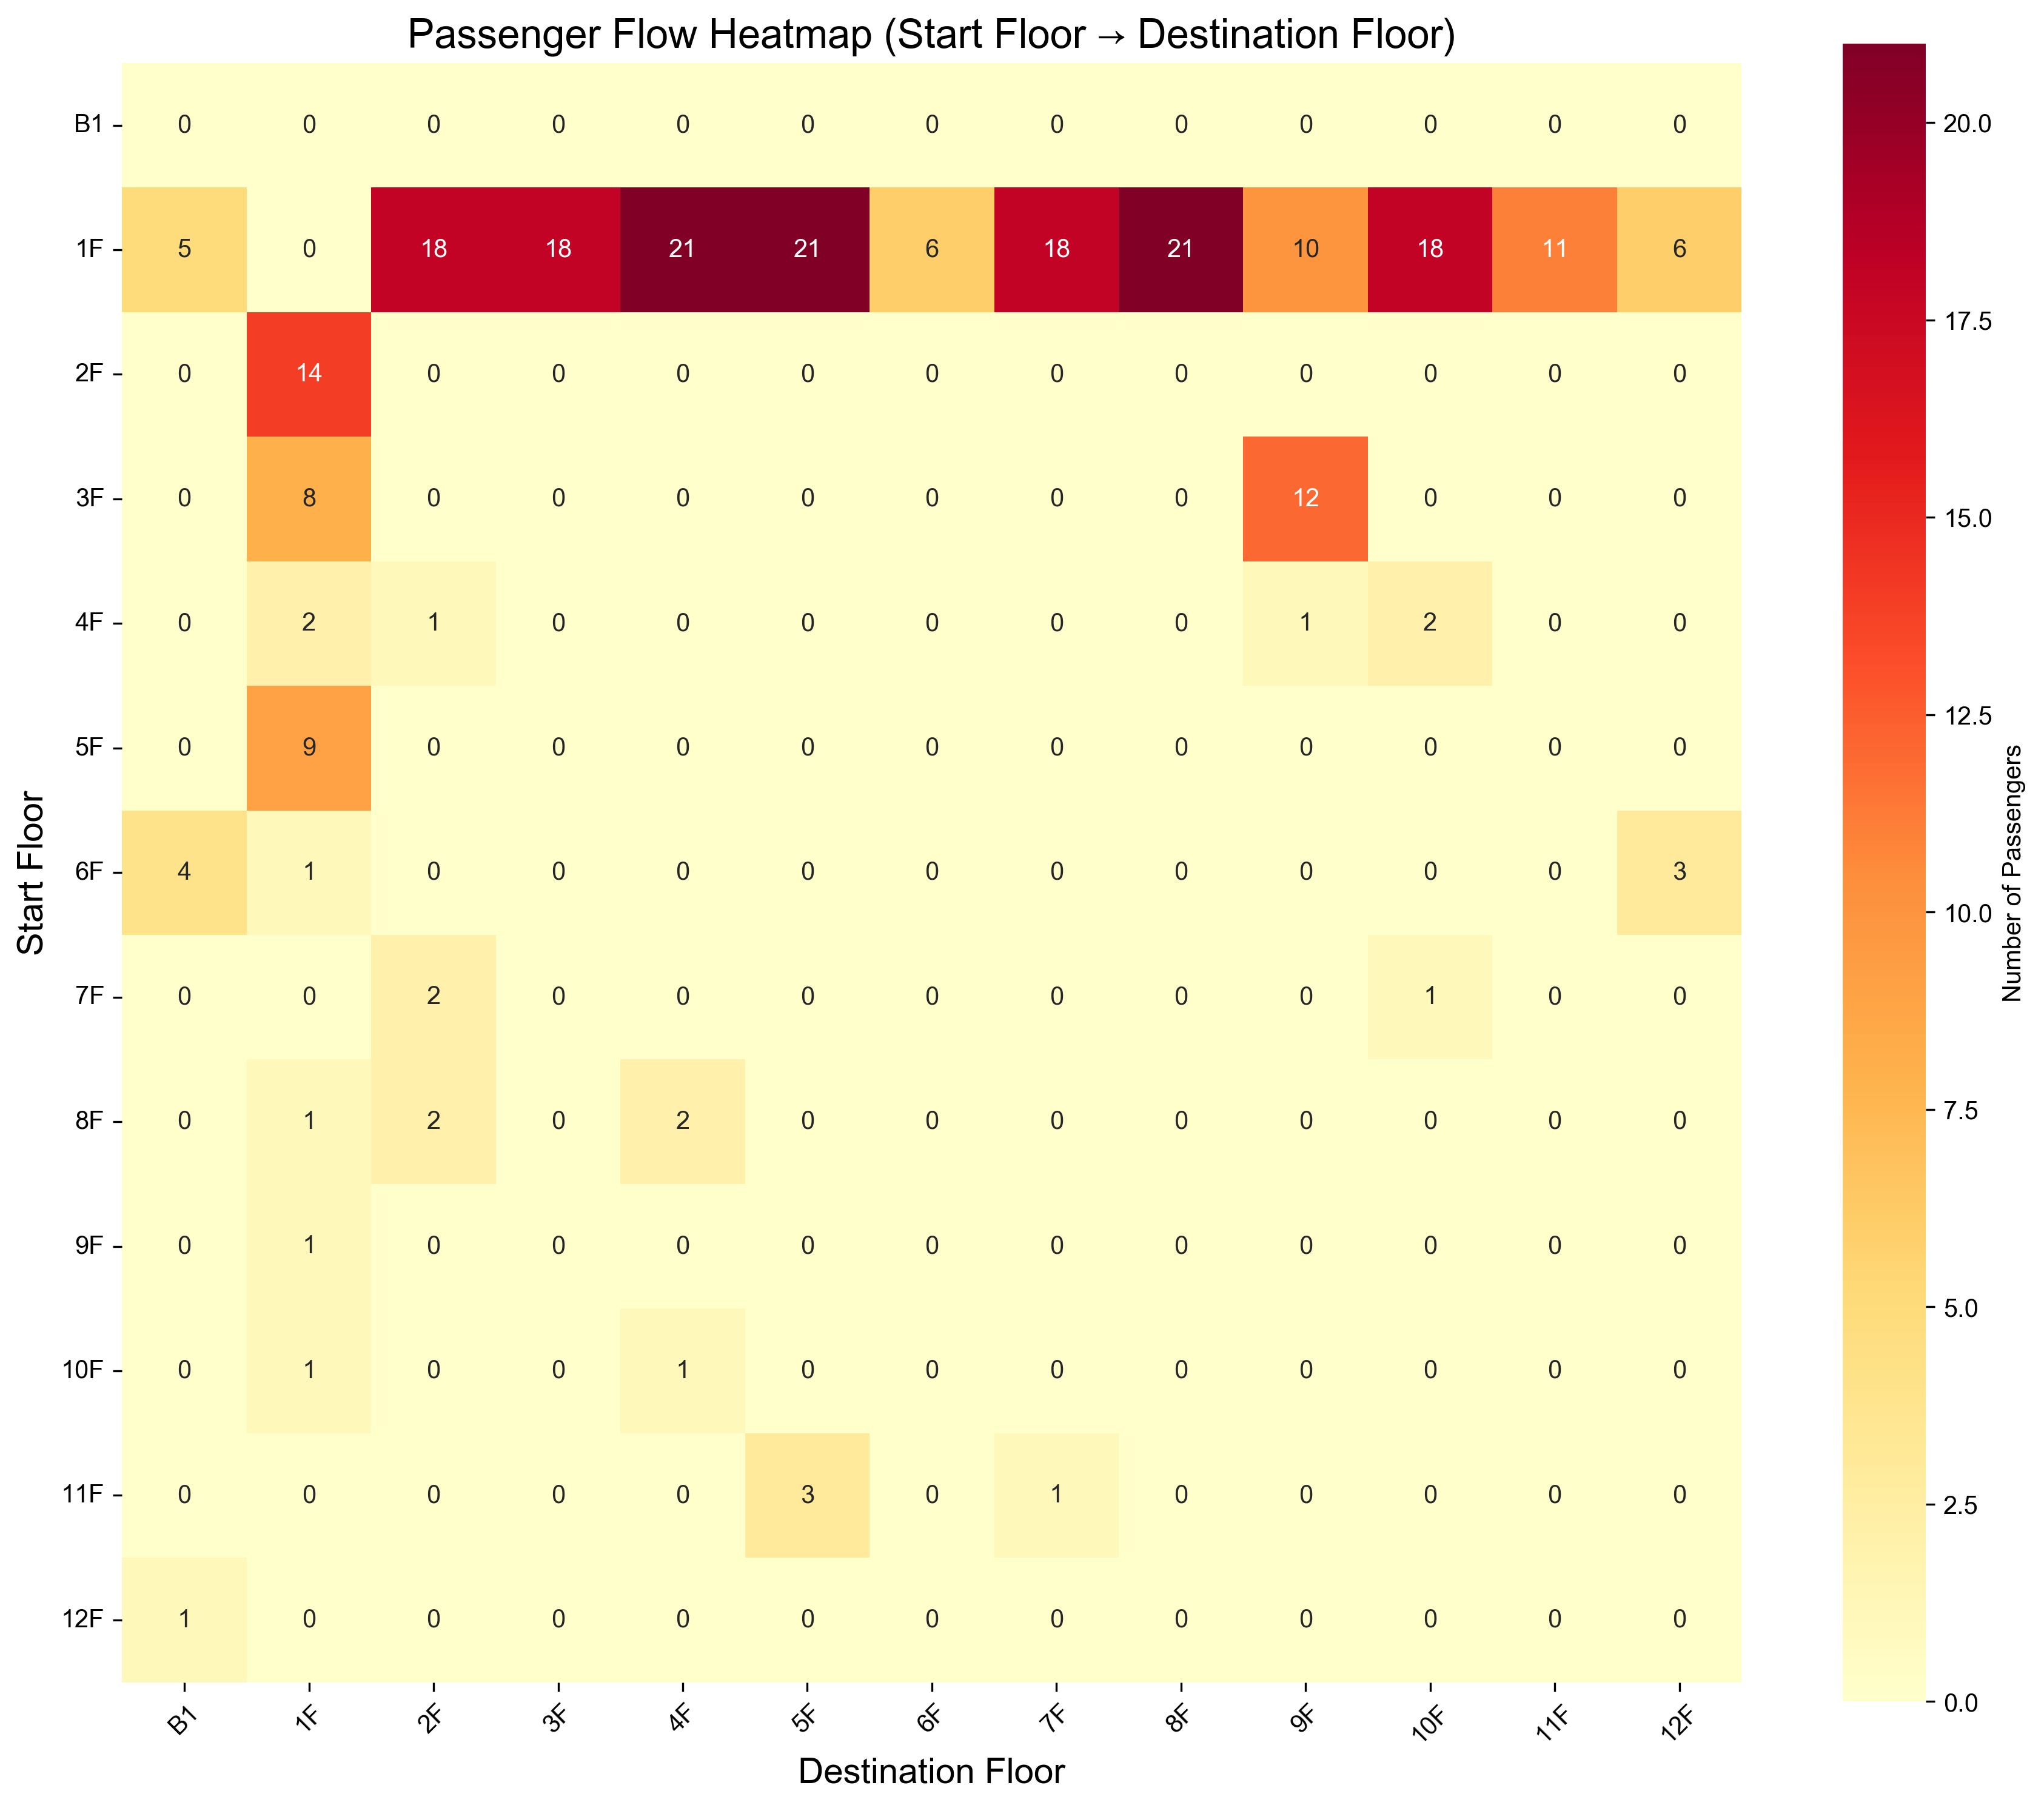 Passenger Flow Heatmap (Start Floor → Destination Floor)
B1 0 0 0 0 0 0 0 0 0 0 0 0 0
1F 5 0 18 18 21 21 6 18 21 10 18 11 6
2F 0 14 0 0 0 0 0 0 0 0 0 0 0
3F 0 8 0 0 0 0 0 0 0 12 0 0 0
4F 0 2 1 0 0 0 0 0 0 1 2 0 0
5F 0 9 0 0 0 0 0 0 0 0 0 0 0
6F 4 1 0 0 0 0 0 0 0 0 0 0 3
7F 0 0 2 0 0 0 0 0 0 0 1 0 0
8F 0 1 2 0 2 0 0 0 0 0 0 0 0
9F 0 1 0 0 0 0 0 0 0 0 0 0 0
10F 0 1 0 0 1 0 0 0 0 0 0 0 0
11F 0 0 0 0 0 3 0 1 0 0 0 0 0
12F 1 0 0 0 0 0 0 0 0 0 0 0 0
B1 1F 2F 3F 4F 5F 6F 7F 8F 9F 10F 11F 12F
Start Floor
Destination Floor
20.0
17.5
15.0
12.5
10.0
7.5
5.0
2.5
0.0
Number of Passengers